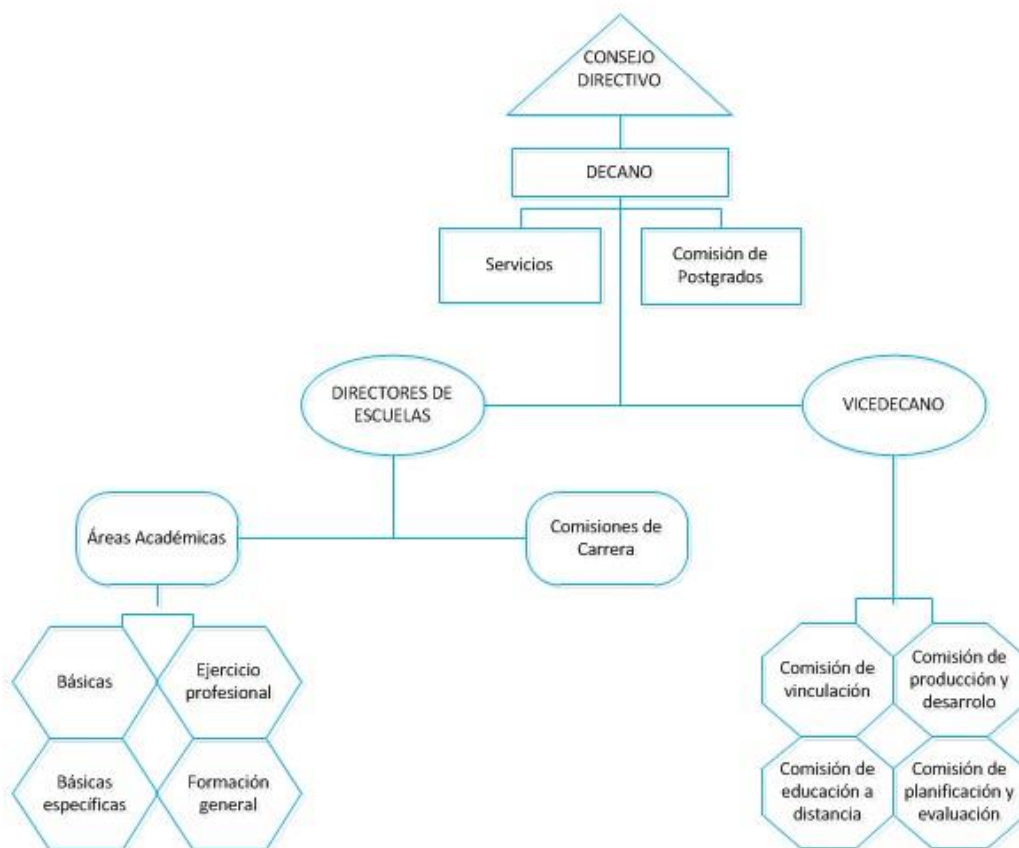 CONSEJO
DIRECTIVO
DECANO
Servicios
Comisión de
Postgrados
DIRECTORES DE
ESCUELAS
VICEDECANO
Áreas Académicas
Comisiones de
Carrera
Básicas
Ejercicio
profesional
Básicas
específicas
Formación
general
Comisión de
vinculación
Comisión de
producción y
desarrolo
Comisión de
educación a
distancia
Comisión de
planificación y
evaluación